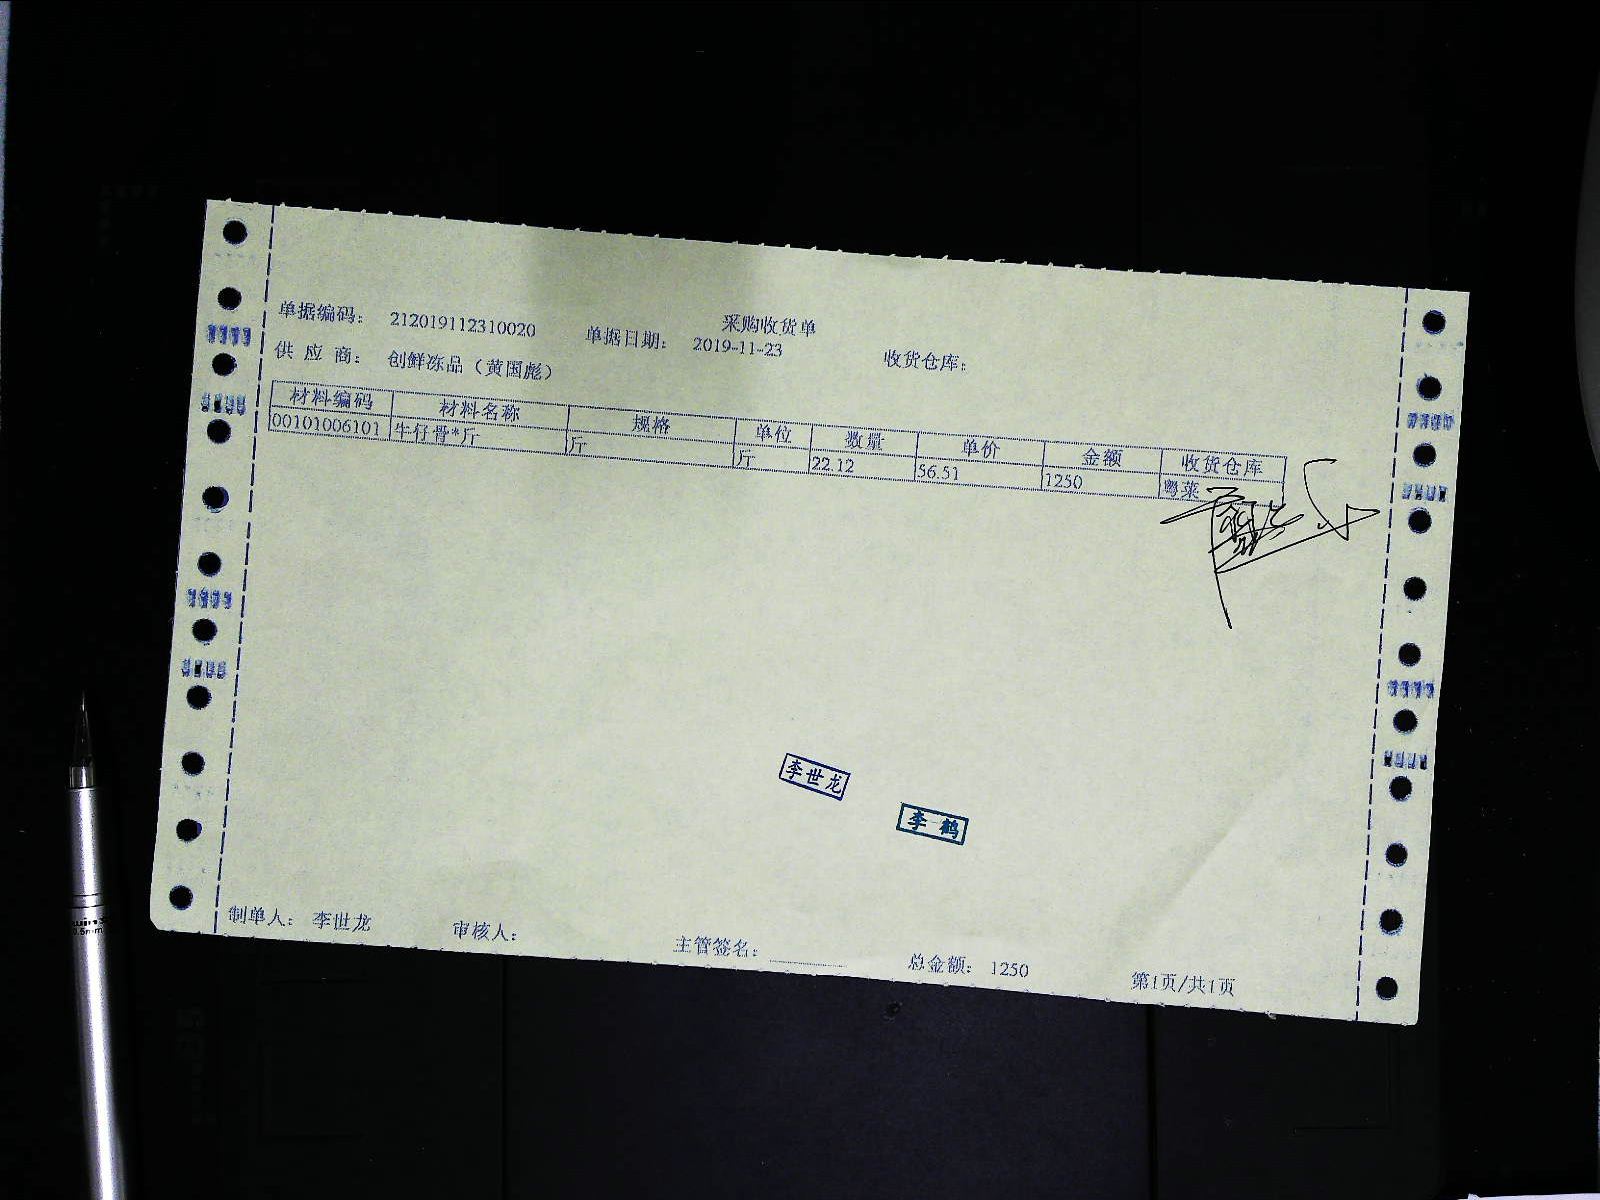 采购收货单
单据编码： 212019112310020 单据日期： 2019-11-23 收货仓库：
供 应 商： 创鲜冻品（黄国彪）
材料编码 材料名称 规格 单位 数量 单价 金额 收货仓库
00101006101 牛仔骨*斤 斤 斤 22.12 56.51 1250 粤菜
李世龙
李鹤
制单人： 李世龙 审核人： 主管签名： 总金额： 1250 第1页/共1页
0.5mm